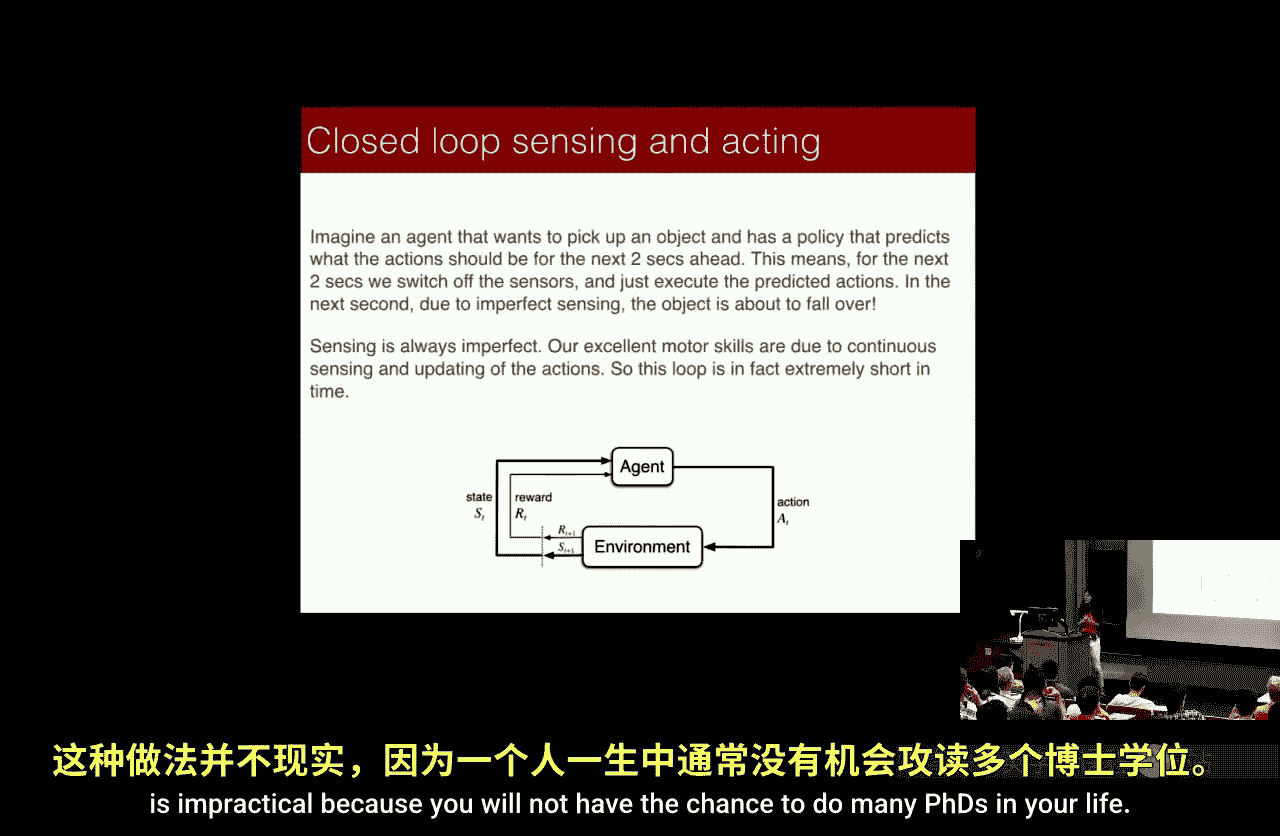 Closed loop sensing and acting
Imagine an agent that wants to pick up an object and has a policy that predicts
what the actions should be for the next 2 secs ahead. This means, for the next
2 secs we switch off the sensors, and just execute the predicted actions. In the
next second, due to imperfect sensing, the object is about to fall over!
Sensing is always imperfect. Our excellent motor skills are due to continuous
sensing and updating of the actions. So this loop is in fact extremely short in
time.
Agent
state
S_t
reward
R_t
action
A_t
R_{t+1}
S_{t+1}
Environment
这种做法并不现实，因为一个人一生中通常没有机会攻读多个博士学位。
is impractical because you will not have the chance to do many PhDs in your life.